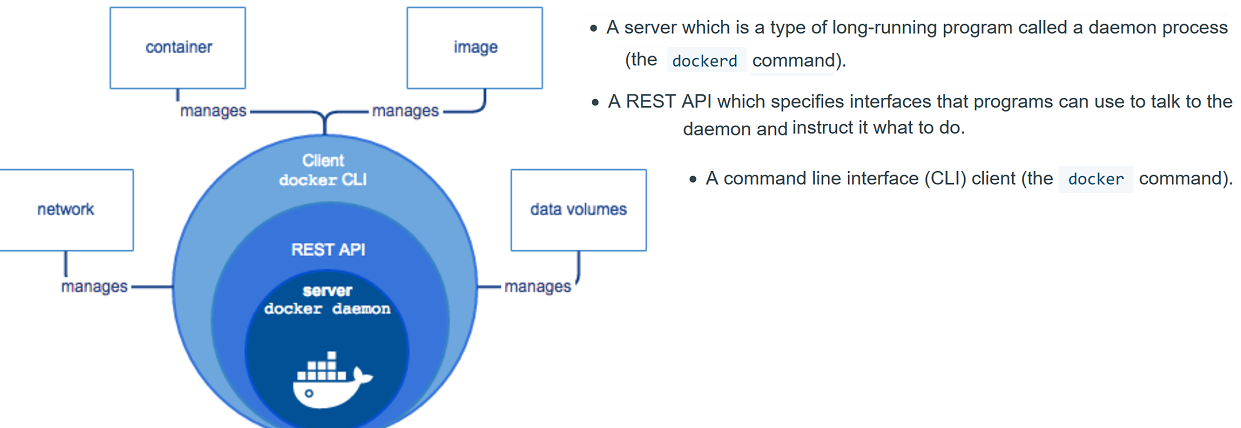 container
image
manages
manages
Client
docker CLI
network
data volumes
REST API
manages
server
manages
docker daemon
• A server which is a type of long-running program called a daemon process
(the dockerd command).
• A REST API which specifies interfaces that programs can use to talk to the
daemon and instruct it what to do.
• A command line interface (CLI) client (the docker command).